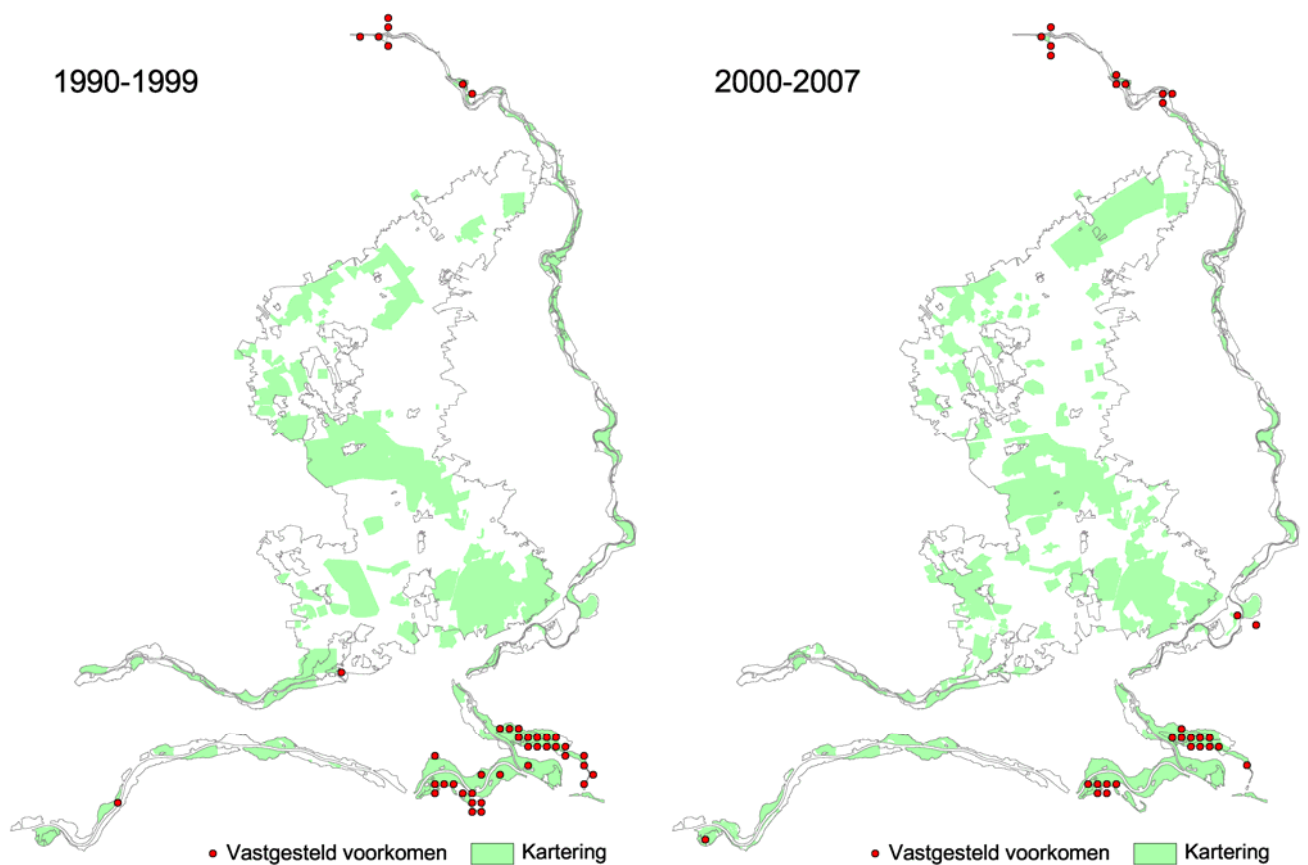 1990-1999
2000-2007
Vastgesteld voorkomen
Kartering
Vastgesteld voorkomen
Kartering